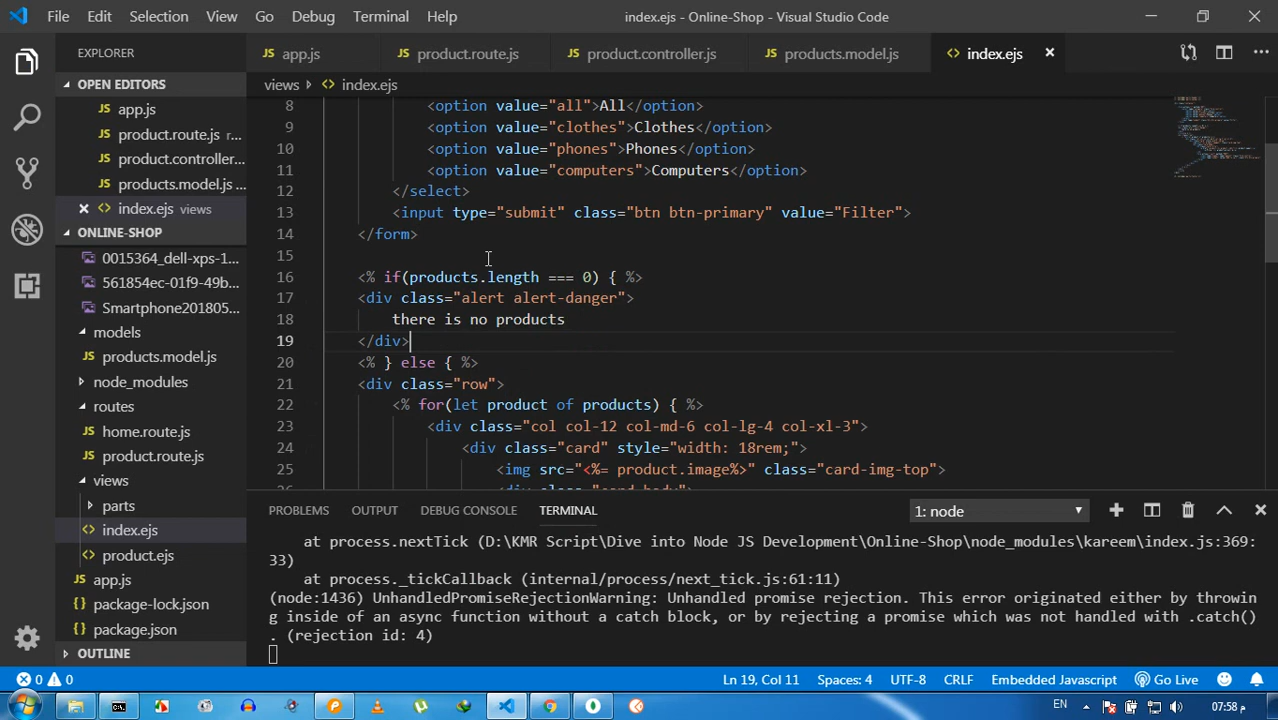 File Edit Selection View Go Debug Terminal Help
index.ejs - Online-Shop - Visual Studio Code
EXPLORER
OPEN EDITORS
app.js
product.route.js r...
product.controller...
products.model.js ...
index.ejs views
ONLINE-SHOP
0015364_dell-xps-1...
561854ec-01f9-49b...
Smartphone201805...
models
products.model.js
node_modules
routes
home.route.js
product.route.js
views
parts
index.ejs
product.ejs
app.js
package-lock.json
package.json
OUTLINE
app.js product.route.js product.controller.js products.model.js index.ejs
views index.ejs
8 <option value="all">All</option>
9 <option value="clothes">Clothes</option>
10 <option value="phones">Phones</option>
11 <option value="computers">Computers</option>
12 </select>
13 <input type="submit" class="btn btn-primary" value="Filter">
14 </form>
15
16 <% if(products.length === 0) { %>
17 <div class="alert alert-danger">
18 there is no products
19 </div>
20 <% } else { %>
21 <div class="row">
22 <% for(let product of products) { %>
23 <div class="col col-12 col-md-6 col-lg-4 col-xl-3">
24 <div class="card" style="width: 18rem;">
25 <img src="<%= product.image%>" class="card-img-top">
26 <div class="card-body">
PROBLEMS OUTPUT DEBUG CONSOLE TERMINAL 1: node
at process.nextTick (D:\KMR Script\Dive into Node JS Development\Online-Shop\node_modules\kareem\index.js:369:
33)
at process._tickCallback (internal/process/next_tick.js:61:11)
(node:1436) UnhandledPromiseRejectionWarning: Unhandled promise rejection. This error originated either by throwin
g inside of an async function without a catch block, or by rejecting a promise which was not handled with .catch()
. (rejection id: 4)
0 0 Ln 19, Col 11 Spaces: 4 UTF-8 CRLF Embedded Javascript Go Live
EN 07:58 م